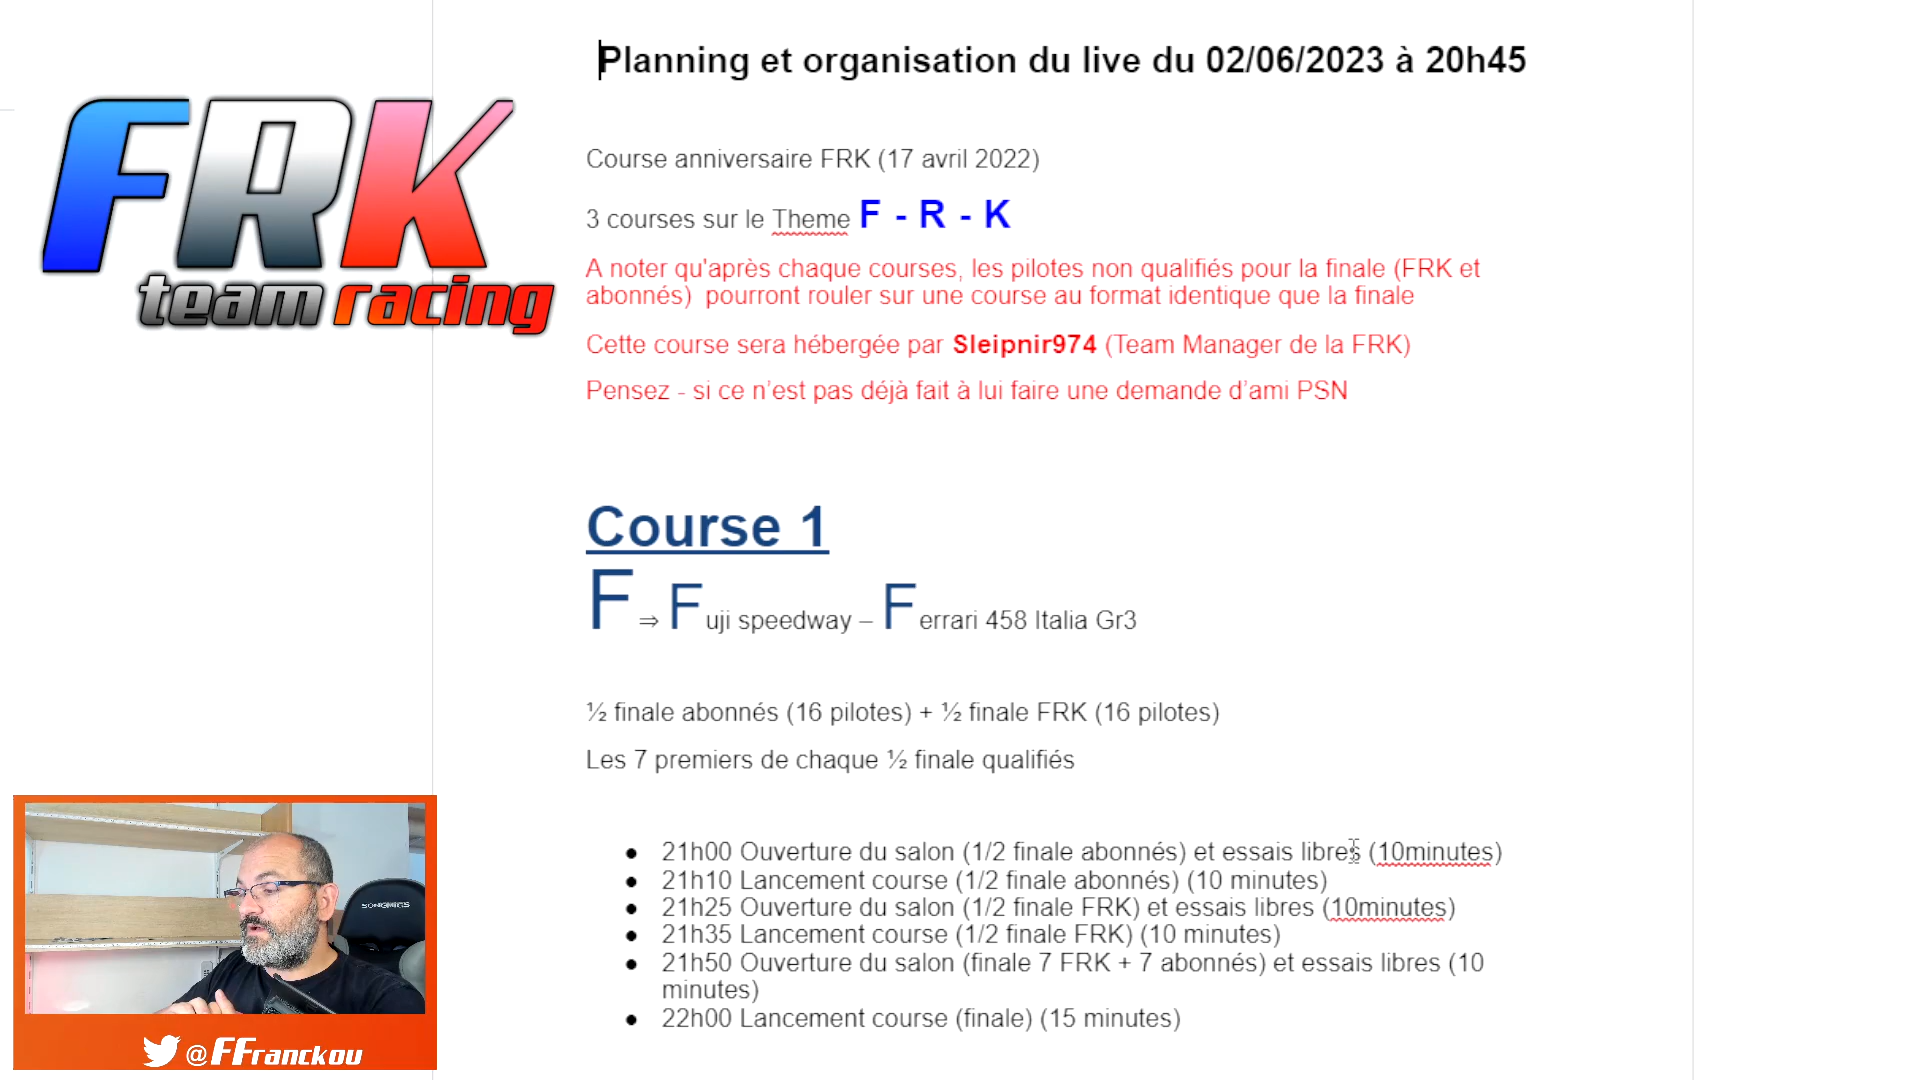 Planning et organisation du live du 02/06/2023 à 20h45
FRK
team racing
Course anniversaire FRK (17 avril 2022)
3 courses sur le Theme F - R - K
A noter qu'après chaque courses, les pilotes non qualifiés pour la finale (FRK et
abonnés)  pourront rouler sur une course au format identique que la finale
Cette course sera hébergée par Sleipnir974 (Team Manager de la FRK)
Pensez - si ce n’est pas déjà fait à lui faire une demande d’ami PSN
Course 1
F ⇒ Fuji speedway – Ferrari 458 Italia Gr3
½ finale abonnés (16 pilotes) + ½ finale FRK (16 pilotes)
Les 7 premiers de chaque ½ finale qualifiés
● 21h00 Ouverture du salon (1/2 finale abonnés) et essais libres (10minutes)
● 21h10 Lancement course (1/2 finale abonnés) (10 minutes)
● 21h25 Ouverture du salon (1/2 finale FRK) et essais libres (10minutes)
● 21h35 Lancement course (1/2 finale FRK) (10 minutes)
● 21h50 Ouverture du salon (finale 7 FRK + 7 abonnés) et essais libres (10
minutes)
● 22h00 Lancement course (finale) (15 minutes)
SONGMICS
@FFranckou